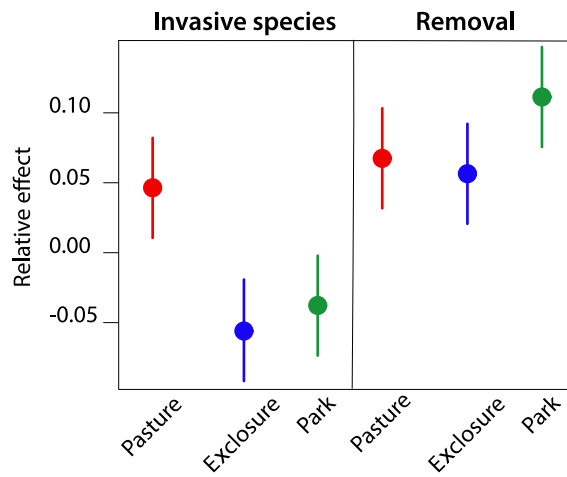 Invasive species
Removal
Relative effect
0.10
0.05
0.00
-0.05
Pasture
Exclosure
Park
Pasture
Exclosure
Park